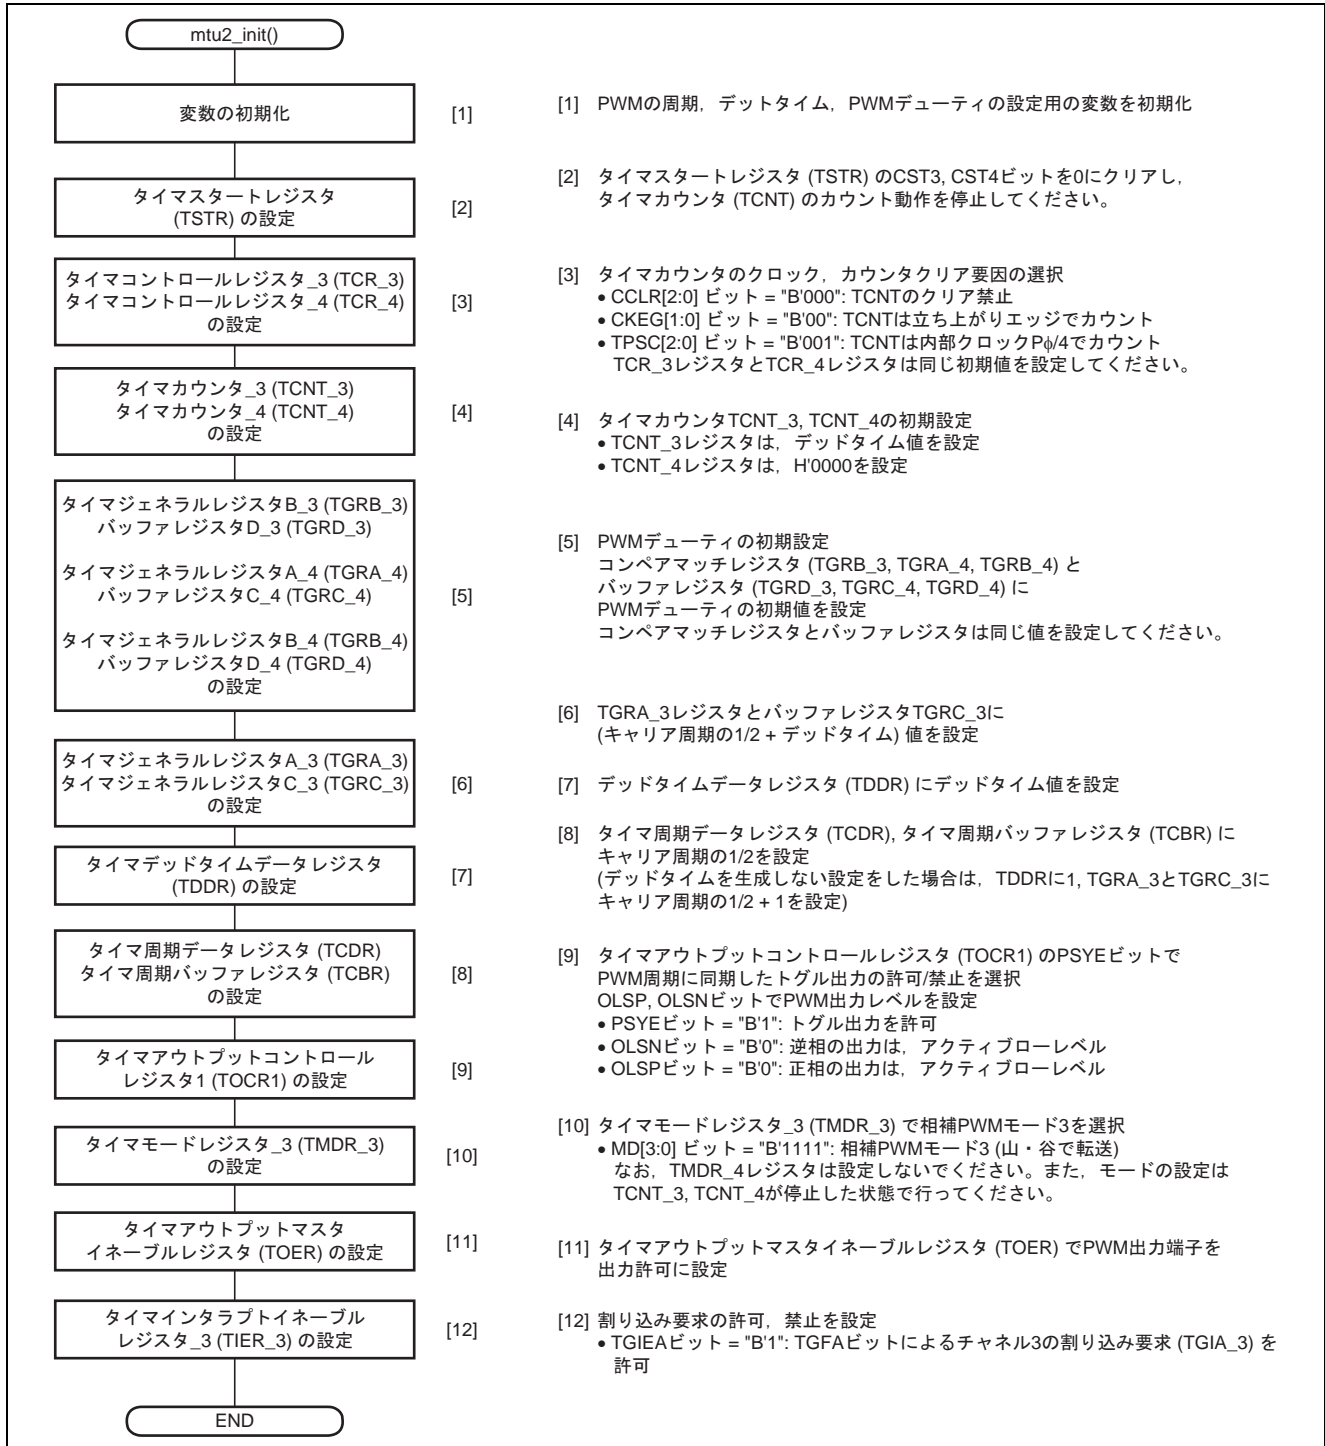 mtu2_init()
変数の初期化
[1]
[1] PWMの周期，デットタイム，PWMデューティの設定用の変数を初期化
タイマスタートレジスタ
(TSTR) の設定
[2]
[2] タイマスタートレジスタ (TSTR) のCST3, CST4ビットを0にクリアし，
タイマカウンタ (TCNT) のカウント動作を停止してください。
タイマコントロールレジスタ_3 (TCR_3)
タイマコントロールレジスタ_4 (TCR_4)
の設定
[3]
[3] タイマカウンタのクロック，カウンタクリア要因の選択
• CCLR[2:0] ビット = "B'000": TCNTのクリア禁止
• CKEG[1:0] ビット = "B'00": TCNTは立ち上がりエッジでカウント
• TPSC[2:0] ビット = "B'001": TCNTは内部クロックPφ/4でカウント
TCR_3レジスタとTCR_4レジスタは同じ初期値を設定してください。
タイマカウンタ_3 (TCNT_3)
タイマカウンタ_4 (TCNT_4)
の設定
[4]
[4] タイマカウンタTCNT_3, TCNT_4の初期設定
• TCNT_3レジスタは，デッドタイム値を設定
• TCNT_4レジスタは，H'0000を設定
タイマジェネラルレジスタB_3 (TGRB_3)
バッファレジスタD_3 (TGRD_3)
タイマジェネラルレジスタA_4 (TGRA_4)
バッファレジスタC_4 (TGRC_4)
タイマジェネラルレジスタB_4 (TGRB_4)
バッファレジスタD_4 (TGRD_4)
の設定
[5]
[5] PWMデューティの初期設定
コンペアマッチレジスタ (TGRB_3, TGRA_4, TGRB_4) と
バッファレジスタ (TGRD_3, TGRC_4, TGRD_4) に
PWMデューティの初期値を設定
コンペアマッチレジスタとバッファレジスタは同じ値を設定してください。
タイマジェネラルレジスタA_3 (TGRA_3)
タイマジェネラルレジスタC_3 (TGRC_3)
の設定
[6]
[6] TGRA_3レジスタとバッファレジスタTGRC_3に
(キャリア周期の1/2 + デッドタイム) 値を設定
タイマデッドタイムデータレジスタ
(TDDR) の設定
[7]
[7] デッドタイムデータレジスタ (TDDR) にデッドタイム値を設定
タイマ周期データレジスタ (TCDR)
タイマ周期バッファレジスタ (TCBR)
の設定
[8]
[8] タイマ周期データレジスタ (TCDR), タイマ周期バッファレジスタ (TCBR) に
キャリア周期の1/2を設定
(デッドタイムを生成しない設定をした場合は，TDDRに1, TGRA_3とTGRC_3に
キャリア周期の1/2 + 1を設定)
タイマアウトプットコントロール
レジスタ1 (TOCR1) の設定
[9]
[9] タイマアウトプットコントロールレジスタ (TOCR1) のPSYEビットで
PWM周期に同期したトグル出力の許可/禁止を選択
OLSP, OLSNビットでPWM出力レベルを設定
• PSYEビット = "B'1": トグル出力を許可
• OLSNビット = "B'0": 逆相の出力は，アクティブローレベル
• OLSPビット = "B'0": 正相の出力は，アクティブローレベル
タイマモードレジスタ_3 (TMDR_3)
の設定
[10]
[10] タイマモードレジスタ_3 (TMDR_3) で相補PWMモード3を選択
• MD[3:0] ビット = "B'1111": 相補PWMモード3 (山・谷で転送)
なお，TMDR_4レジスタは設定しないでください。また，モードの設定は
TCNT_3, TCNT_4が停止した状態で行ってください。
タイマアウトプットマスタ
イネーブルレジスタ (TOER) の設定
[11]
[11] タイマアウトプットマスタイネーブルレジスタ (TOER) でPWM出力端子を
出力許可に設定
タイマインタラプトイネーブル
レジスタ_3 (TIER_3) の設定
[12]
[12] 割り込み要求の許可，禁止を設定
• TGIEAビット = "B'1": TGFAビットによるチャネル3の割り込み要求 (TGIA_3) を
許可
END